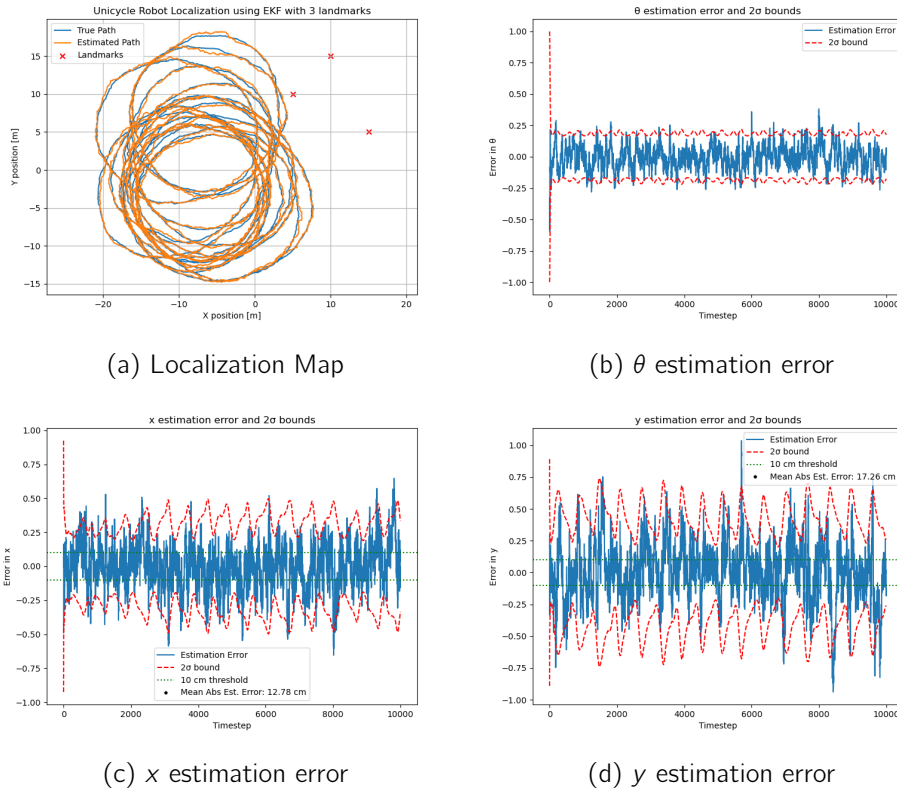 Unicycle Robot Localization using EKF with 3 landmarks
True Path
Estimated Path
Landmarks
Y position [m]
15
10
5
0
−5
−10
−15
−20
−10
0
10
20
X position [m]
(a) Localization Map
θ estimation error and 2σ bounds
Estimation Error
2σ bound
Error in θ
1.00
0.75
0.50
0.25
0.00
−0.25
−0.50
−0.75
−1.00
0
2000
4000
6000
8000
10000
Timestep
(b) θ estimation error
x estimation error and 2σ bounds
Error in x
1.00
0.75
0.50
0.25
0.00
−0.25
−0.50
−0.75
−1.00
Estimation Error
2σ bound
10 cm threshold
Mean Abs Est. Error: 12.78 cm
0
2000
4000
6000
8000
10000
Timestep
(c) x estimation error
y estimation error and 2σ bounds
Estimation Error
2σ bound
10 cm threshold
Mean Abs Est. Error: 17.26 cm
Error in y
1.00
0.75
0.50
0.25
0.00
−0.25
−0.50
−0.75
−1.00
0
2000
4000
6000
8000
10000
Timestep
(d) y estimation error